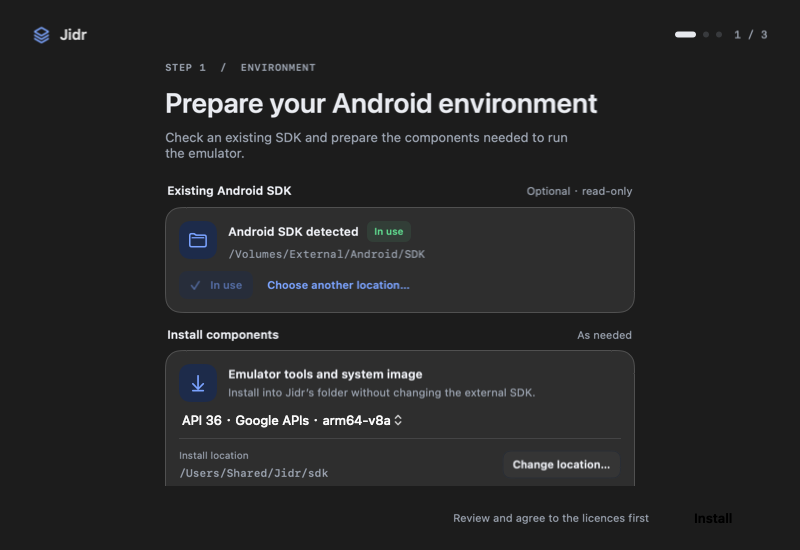 Jidr
1 / 3
STEP 1 / ENVIRONMENT
Prepare your Android environment
Check an existing SDK and prepare the components needed to run
the emulator.
Existing Android SDK
Optional · read-only
Android SDK detected
In use
/Volumes/External/Android/SDK
In use
Choose another location...
Install components
As needed
Emulator tools and system image
Install into Jidr's folder without changing the external SDK.
API 36 · Google APIs · arm64-v8a
Install location
/Users/Shared/Jidr/sdk
Change location...
Review and agree to the licences first
Install